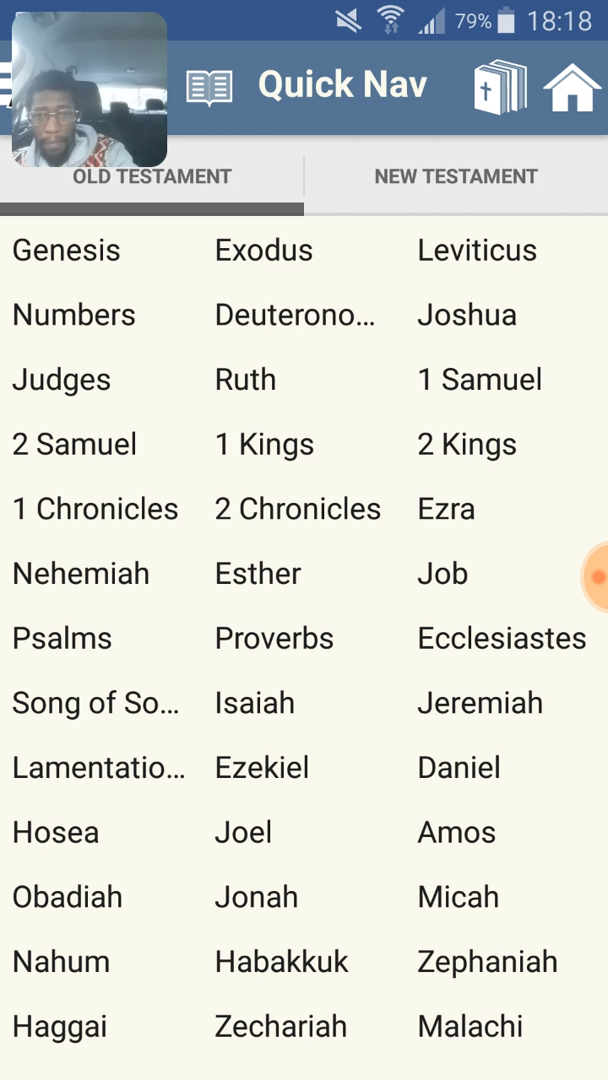 79% 18:18
Quick Nav
OLD TESTAMENT NEW TESTAMENT
Genesis Exodus Leviticus
Numbers Deuterono... Joshua
Judges Ruth 1 Samuel
2 Samuel 1 Kings 2 Kings
1 Chronicles 2 Chronicles Ezra
Nehemiah Esther Job
Psalms Proverbs Ecclesiastes
Song of So... Isaiah Jeremiah
Lamentatio... Ezekiel Daniel
Hosea Joel Amos
Obadiah Jonah Micah
Nahum Habakkuk Zephaniah
Haggai Zechariah Malachi